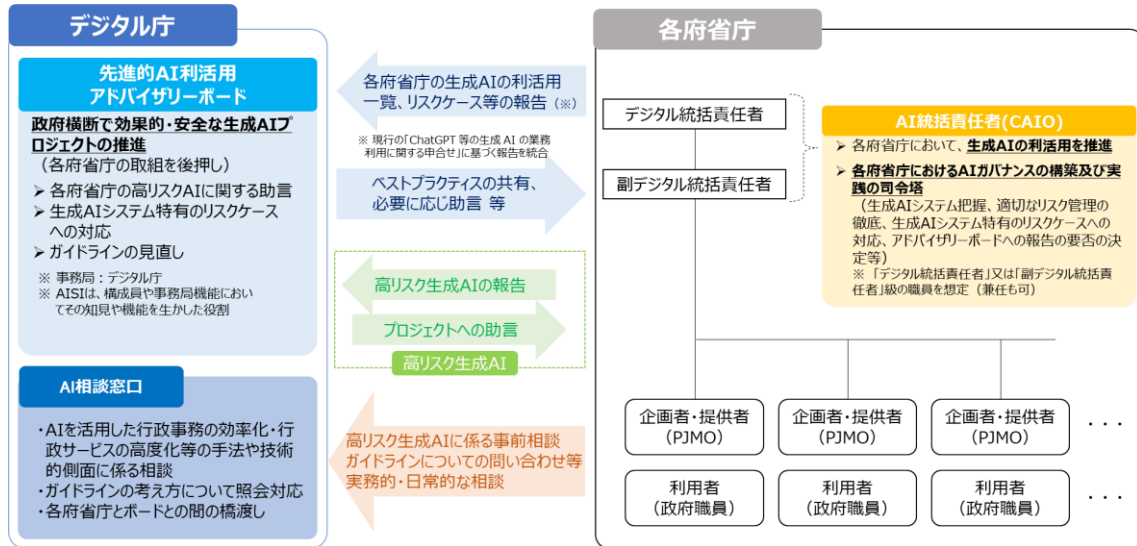 デジタル庁
先進的AI利活用
アドバイザリーボード
政府横断で効果的・安全な生成AIプ
ロジェクトの推進
（各府省庁の取組を後押し）
➢ 各府省庁の高リスクAIに関する助言
➢ 生成AIシステム特有のリスクケース
への対応
➢ ガイドラインの見直し
※ 事務局：デジタル庁
※ AISIは、構成員や事務局機能におい
てその知見や機能を生かした役割
AI相談窓口
・AIを活用した行政事務の効率化・行
政サービスの高度化等の手法や技術
的側面に係る相談
・ガイドラインの考え方について照会対応
・各府省庁とボードとの間の橋渡し
各府省庁の生成AIの利活用
一覧、リスクケース等の報告（※）
※ 現行の「ChatGPT 等の生成 AI の業務
利用に関する申合せ」に基づく報告を統合
ベストプラクティスの共有、
必要に応じ助言 等
高リスク生成AIの報告
プロジェクトへの助言
高リスク生成AI
高リスク生成AIに係る事前相談
ガイドラインについての問い合わせ等
実務的・日常的な相談
各府省庁
デジタル統括責任者
副デジタル統括責任者
AI統括責任者(CAIO)
➢ 各府省庁において、生成AIの利活用を推進
➢ 各府省庁におけるAIガバナンスの構築及び実
践の司令塔
（生成AIシステム把握、適切なリスク管理の
徹底、生成AIシステム特有のリスクケースへの
対応、アドバイザリーボードへの報告の要否の決
定等）
※ 「デジタル統括責任者」又は「副デジタル統括責
任者」級の職員を想定（兼任も可）
企画者・提供者
(PJMO)
企画者・提供者
(PJMO)
企画者・提供者
(PJMO)
・・・
利用者
(政府職員)
利用者
(政府職員)
利用者
(政府職員)
・・・